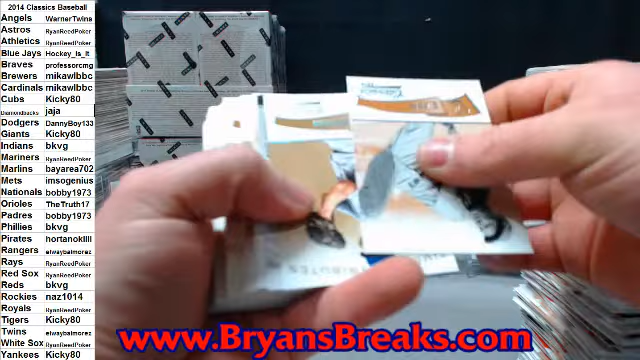 2014 Classics Baseball
Angels WarnerTwins
Astros RyanReedPoker
Athletics RyanReedPoker
Blue Jays Hockey_Is_It
Braves professorcmg
Brewers mikawlbbc
Cardinals mikawlbbc
Cubs Kicky80
Diamondbacks jaja
Dodgers DannyBoy133
Giants Kicky80
Indians bkvg
Mariners RyanReedPoker
Marlins bayarea702
Mets imsogenius
Nationals bobby1973
Orioles TheTruth17
Padres bobby1973
Phillies bkvg
Pirates hortankilli
Rangers elwaybalmorez
Rays RyanReedPoker
Red Sox RyanReedPoker
Reds bkvg
Rockies naz1014
Royals RyanReedPoker
Tigers Kicky80
Twins elwaybalmorez
White Sox RyanReedPoker
Yankees Kicky80
www.BryansBreaks.com